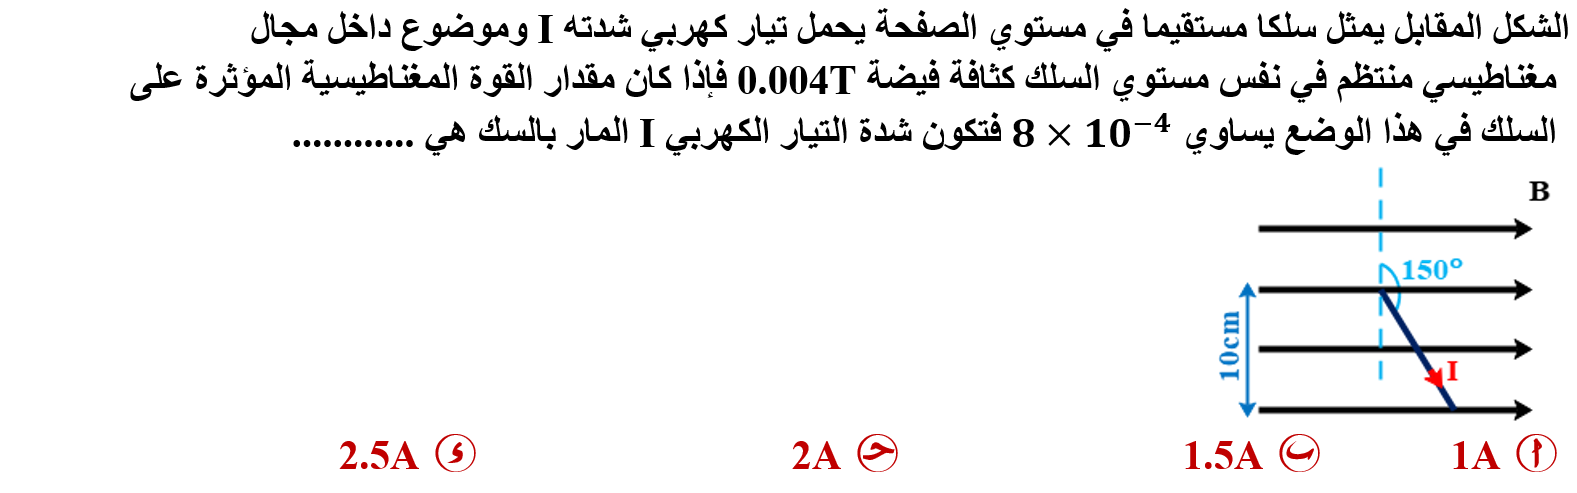 الشكل المقابل يمثل سلكا مستقيما في مستوي الصفحة يحمل تيار كهربي شدته I وموضوع داخل مجال
مغناطيسي منتظم في نفس مستوي السلك كثافة فيضة 0.004T فإذا كان مقدار القوة المغناطيسية المؤثرة على
السلك في هذا الوضع يساوي 8 × 10⁻⁴ فتكون شدة التيار الكهربي I المار بالسك هي ............
B
150°
10cm
I
أ 1A ب 1.5A ج 2A د 2.5A